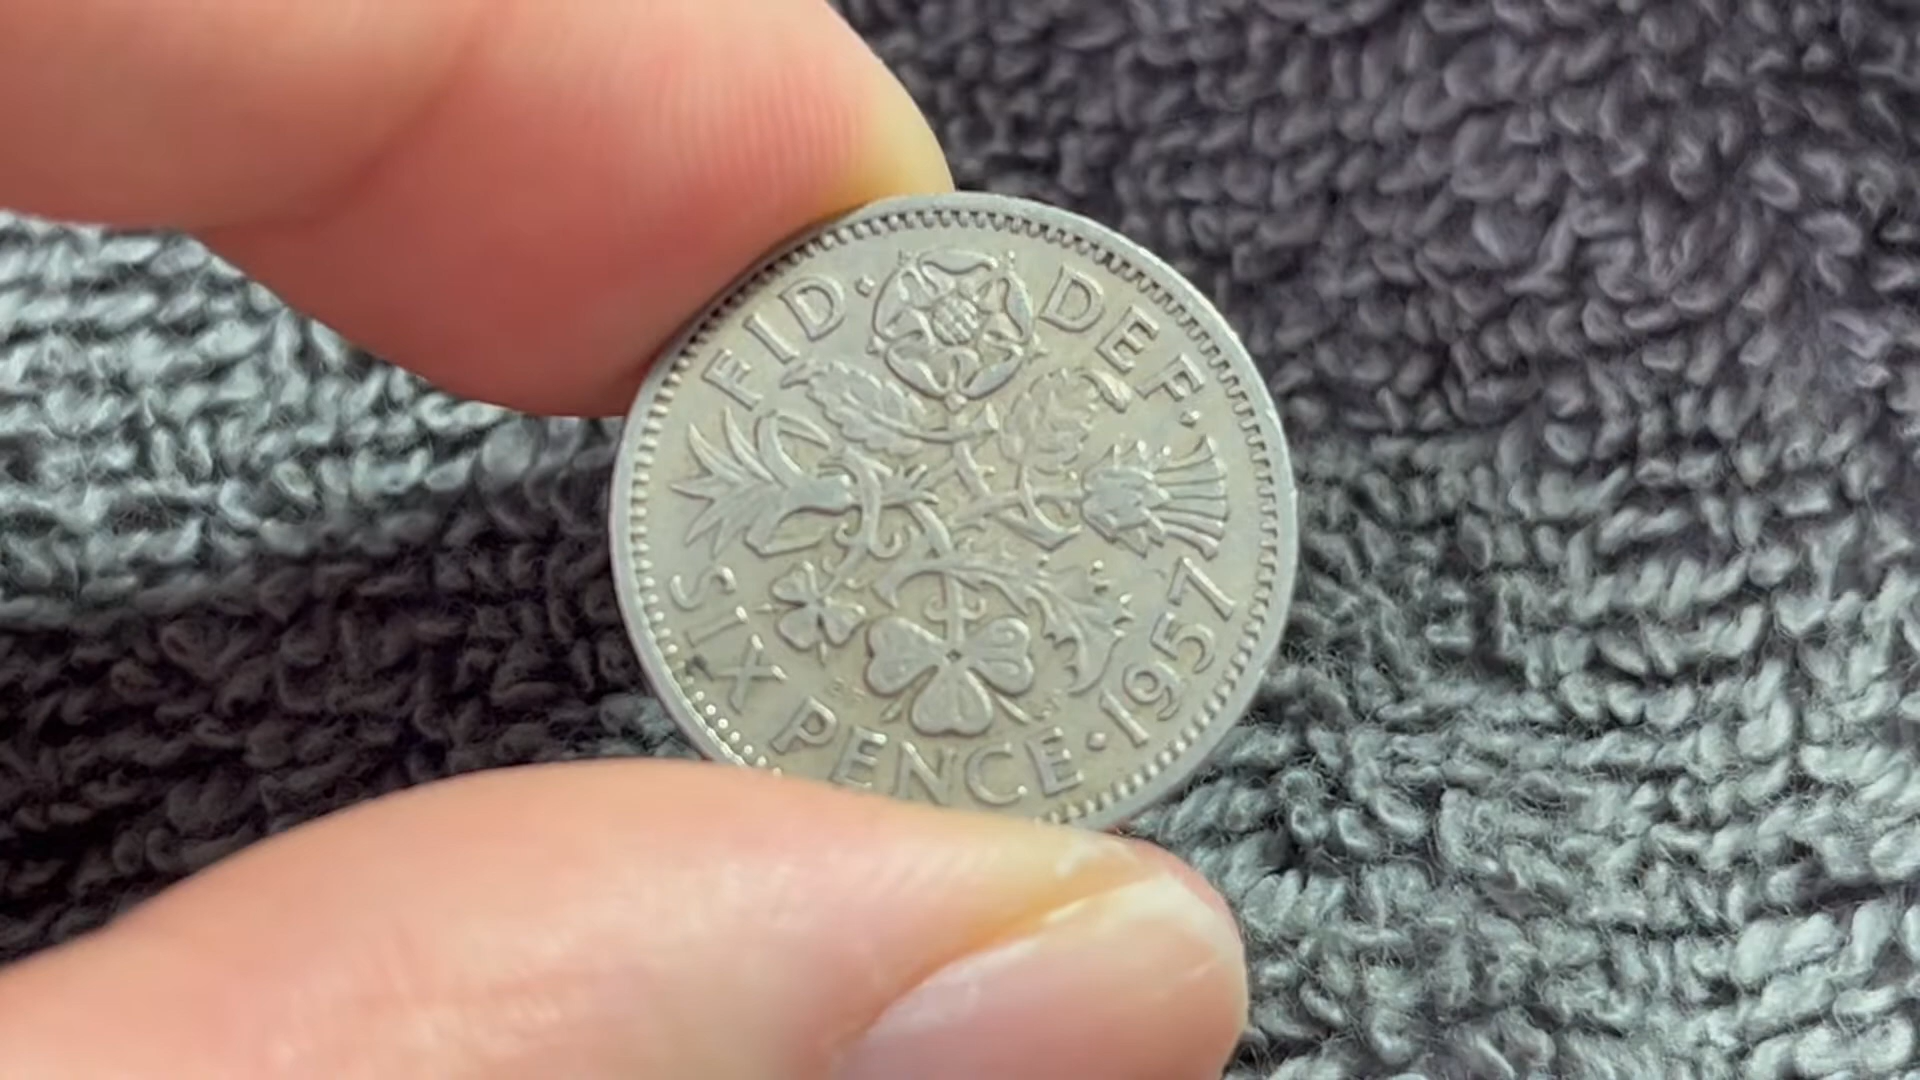 FID · DEF ·
SIX PENCE · 1957